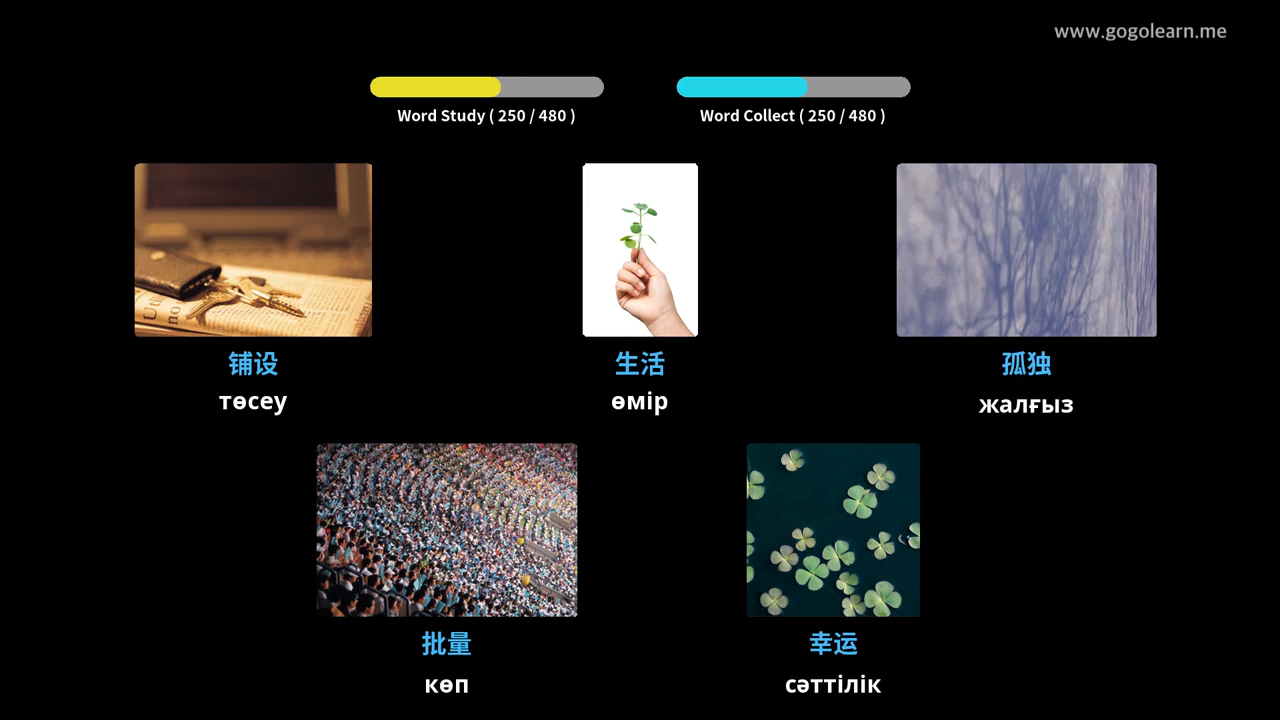 www.gogolearn.me
Word Study ( 250 / 480 )
Word Collect ( 250 / 480 )
铺设
төсеу
生活
өмір
孤独
жалғыз
批量
көп
幸运
сәттілік